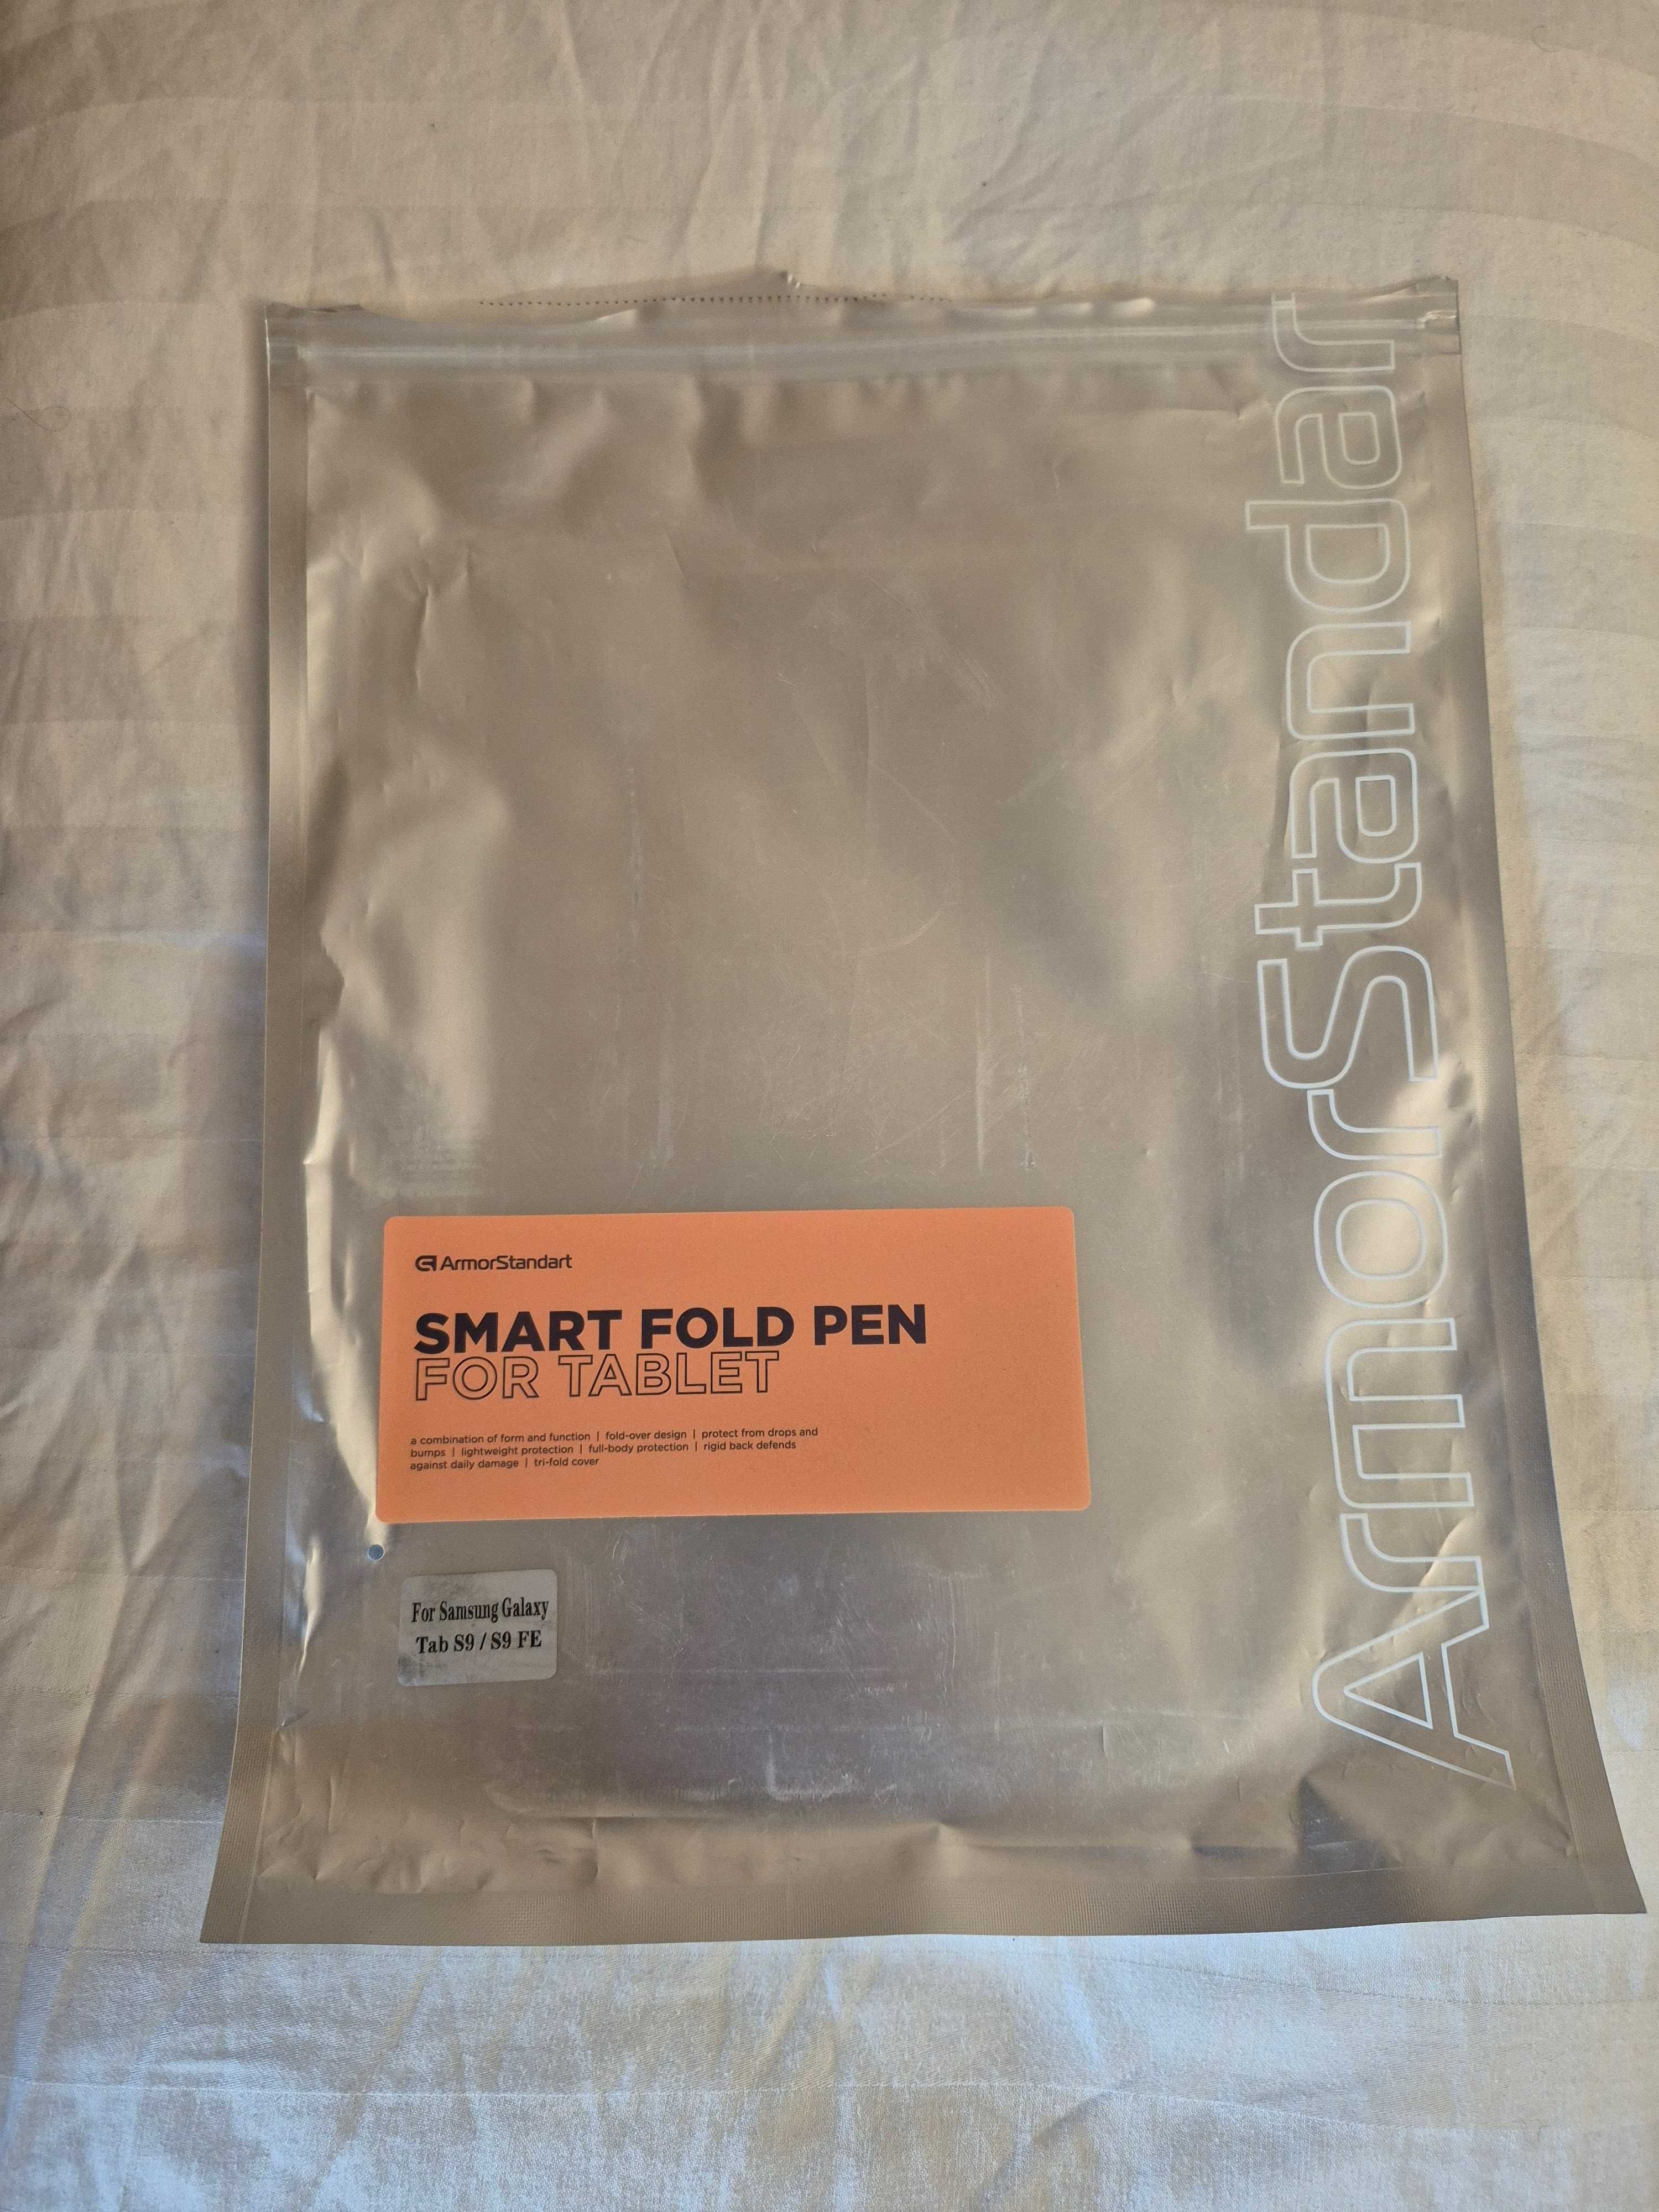 ArmorStandar
ArmorStandart
SMART FOLD PEN
FOR TABLET
a combination of form and function | fold-over design | protect from drops and
bumps | lightweight protection | full-body protection | rigid back defends
against daily damage | tri-fold cover
For Samsung Galaxy
Tab S9 / S9 FE